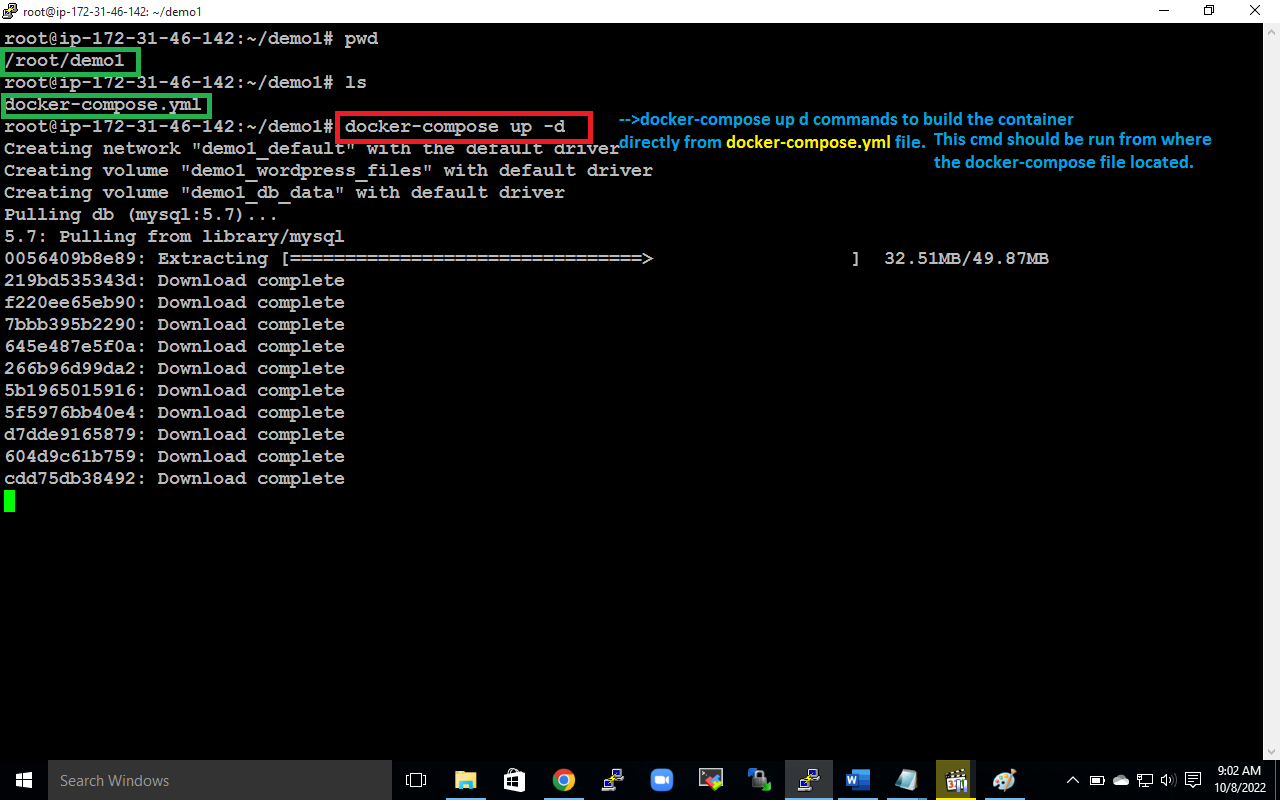 root@ip-172-31-46-142: ~/demo1
root@ip-172-31-46-142:~/demo1# pwd
/root/demo1
root@ip-172-31-46-142:~/demo1# ls
docker-compose.yml
root@ip-172-31-46-142:~/demo1# docker-compose up -d
-->docker-compose up d commands to build the container
directly from docker-compose.yml file.
This cmd should be run from where
the docker-compose file located.
Creating network "demo1_default" with the default driver
Creating volume "demo1_wordpress_files" with default driver
Creating volume "demo1_db_data" with default driver
Pulling db (mysql:5.7)...
5.7: Pulling from library/mysql
0056409b8e89: Extracting [================================>                  ]  32.51MB/49.87MB
219bd535343d: Download complete
f220ee65eb90: Download complete
7bbb395b2290: Download complete
645e487e5f0a: Download complete
266b96d99da2: Download complete
5b1965015916: Download complete
5f5976bb40e4: Download complete
d7dde9165879: Download complete
604d9c61b759: Download complete
cdd75db38492: Download complete
Search Windows
9:02 AM
10/8/2022